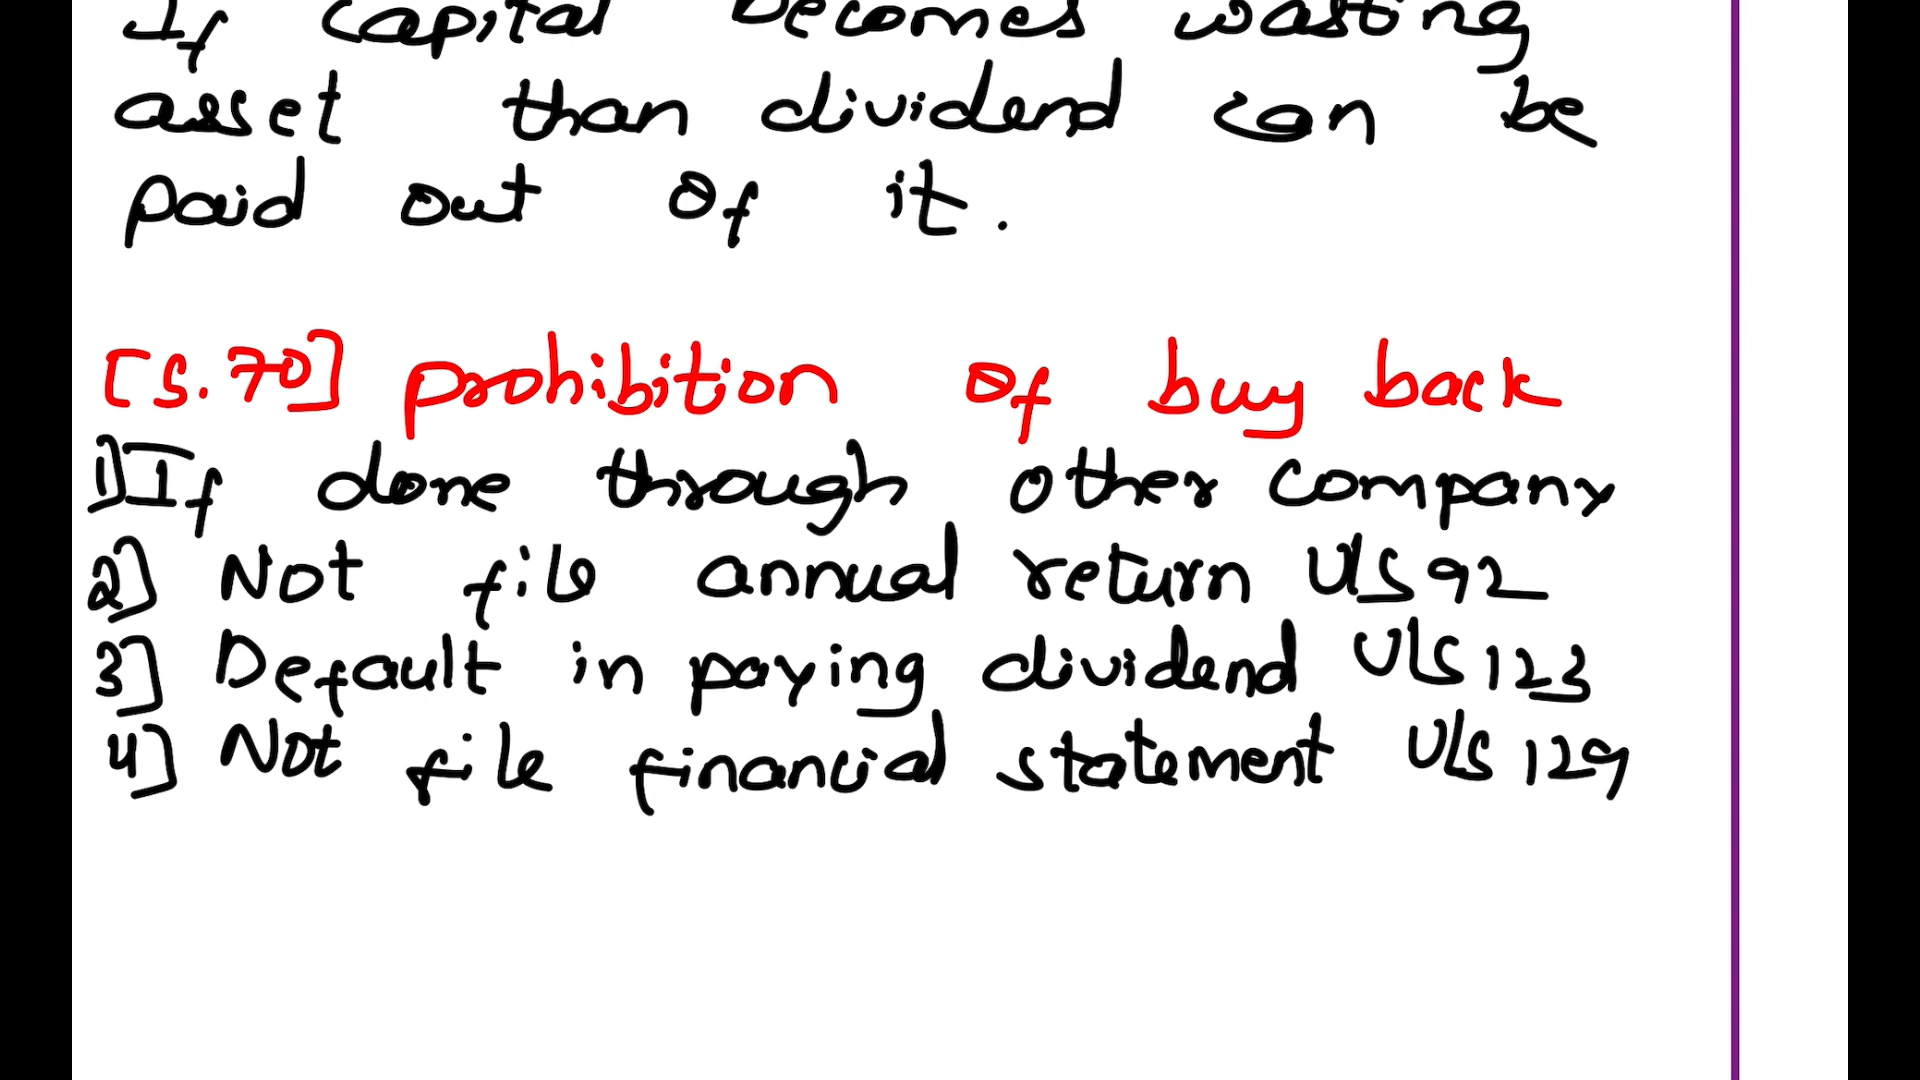 If capital becomes wasting
asset than dividend can be
paid out of it.
[S.70] prohibition of buy back
1] If done through other company
2] Not file annual return U/S 92
3] Default in paying dividend U/S 123
4] Not file financial statement U/S 129